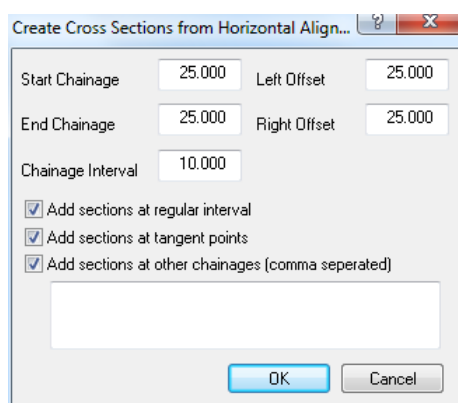 Create Cross Sections from Horizontal Align...
Start Chainage 25.000 Left Offset 25.000
End Chainage 25.000 Right Offset 25.000
Chainage Interval 10.000
Add sections at regular interval
Add sections at tangent points
Add sections at other chainages (comma seperated)
OK Cancel